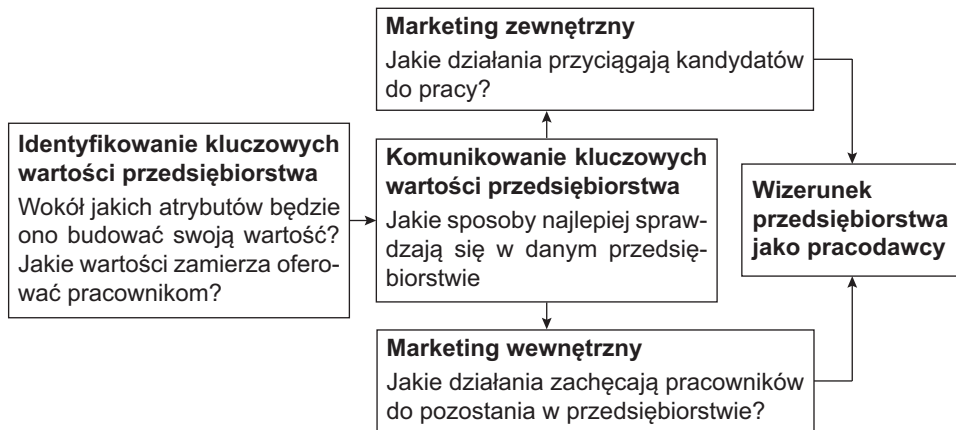 Marketing zewnętrzny
Jakie działania przyciągają kandydatów
do pracy?
Identyfikowanie kluczowych
wartości przedsiębiorstwa
Wokół jakich atrybutów będzie
ono budować swoją wartość?
Jakie wartości zamierza ofero-
wać pracownikom?
Komunikowanie kluczowych
wartości przedsiębiorstwa
Jakie sposoby najlepiej spraw-
dzają się w danym przedsię-
biorstwie
Wizerunek
przedsiębiorstwa
jako pracodawcy
Marketing wewnętrzny
Jakie działania zachęcają pracowników
do pozostania w przedsiębiorstwie?